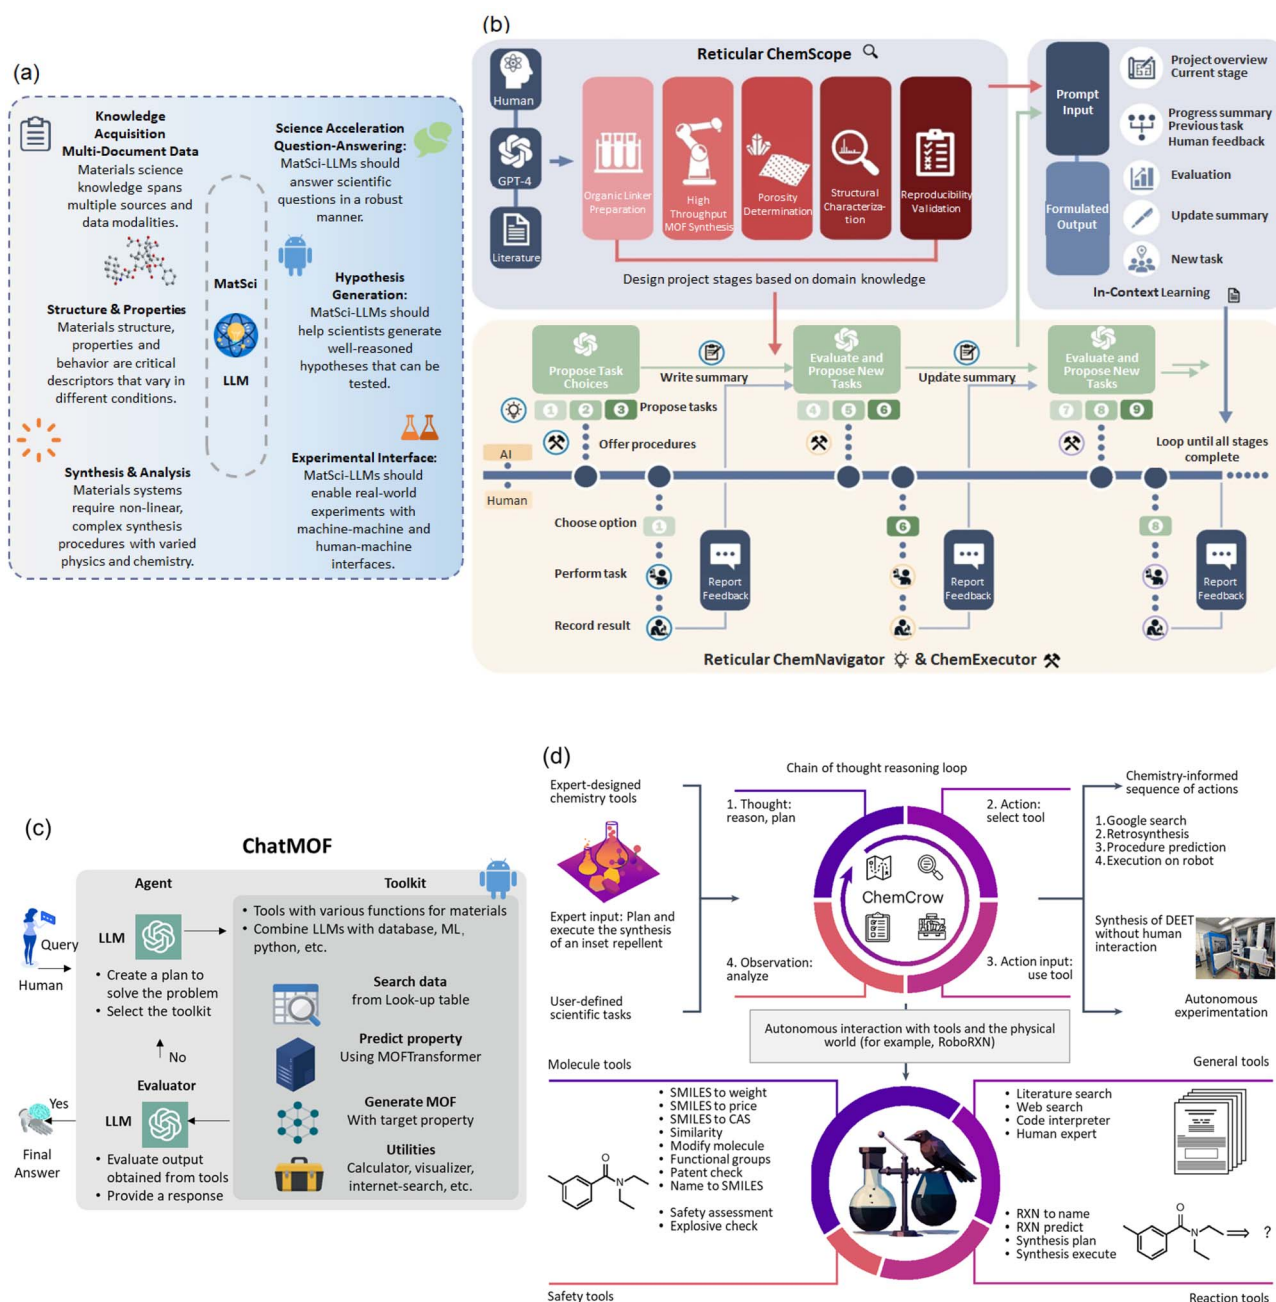 (a)
Knowledge
Acquisition
Multi-Document Data
Materials science
knowledge spans
multiple sources and
data modalities.
Structure & Properties
Materials structure,
properties and
behavior are critical
descriptors that vary in
different conditions.
Synthesis & Analysis
Materials systems
require non-linear,
complex synthesis
procedures with varied
physics and chemistry.
MatSci
LLM
Science Acceleration
Question-Answering:
MatSci-LLMs should
answer scientific
questions in a robust
manner.
Hypothesis
Generation:
MatSci-LLMs should
help scientists generate
well-reasoned
hypotheses that can be
tested.
Experimental Interface:
MatSci-LLMs should
enable real-world
experiments with
machine-machine and
human-machine
interfaces.
(b)
Reticular ChemScope
Human
GPT-4
Literature
Organic Linker
Preparation
High
Throughput
MOF Synthesis
Porosity
Determination
Structural
Characteriza-
tion
Reproducibility
Validation
Design project stages based on domain knowledge
Prompt
Input
Formulated
Output
Project overview
Current stage
Progress summary
Previous task
Human feedback
Evaluation
Update summary
New task
In-Context Learning
Propose Task
Choices
Write summary
Evaluate and
Propose New
Tasks
Update summary
Evaluate and
Propose New
Tasks
1 2 3 Propose tasks
4 5 6
7 8 9
Offer procedures
Loop until all stages
complete
AI
Human
Choose option
1
6
8
Perform task
Record result
Report
Feedback
Report
Feedback
Report
Feedback
Reticular ChemNavigator & ChemExecutor
(c)
ChatMOF
Agent
Toolkit
Query
Human
LLM
• Create a plan to
solve the problem
• Select the toolkit
No
Evaluator
LLM
• Evaluate output
obtained from tools
• Provide a response
Yes
Final
Answer
• Tools with various functions for materials
• Combine LLMs with database, ML,
python, etc.
Search data
from Look-up table
Predict property
Using MOFTransformer
Generate MOF
With target property
Utilities
Calculator, visualizer,
internet-search, etc.
(d)
Chain of thought reasoning loop
Expert-designed
chemistry tools
Expert input: Plan and
execute the synthesis
of an inset repellent
User-defined
scientific tasks
1. Thought:
reason, plan
2. Action:
select tool
ChemCrow
4. Observation:
analyze
3. Action input:
use tool
Chemistry-informed
sequence of actions
1.Google search
2.Retrosynthesis
3.Procedure prediction
4.Execution on robot
Synthesis of DEET
without human
interaction
Autonomous
experimentation
Autonomous interaction with tools and the physical
world (for example, RoboRXN)
Molecule tools
• SMILES to weight
• SMILES to price
• SMILES to CAS
• Similarity
• Modify molecule
• Functional groups
• Patent check
• Name to SMILES
• Safety assessment
• Explosive check
O
N
Safety tools
General tools
• Literature search
• Web search
• Code interpreter
• Human expert
• RXN to name
• RXN predict
• Synthesis plan
• Synthesis execute
O
N
?
Reaction tools